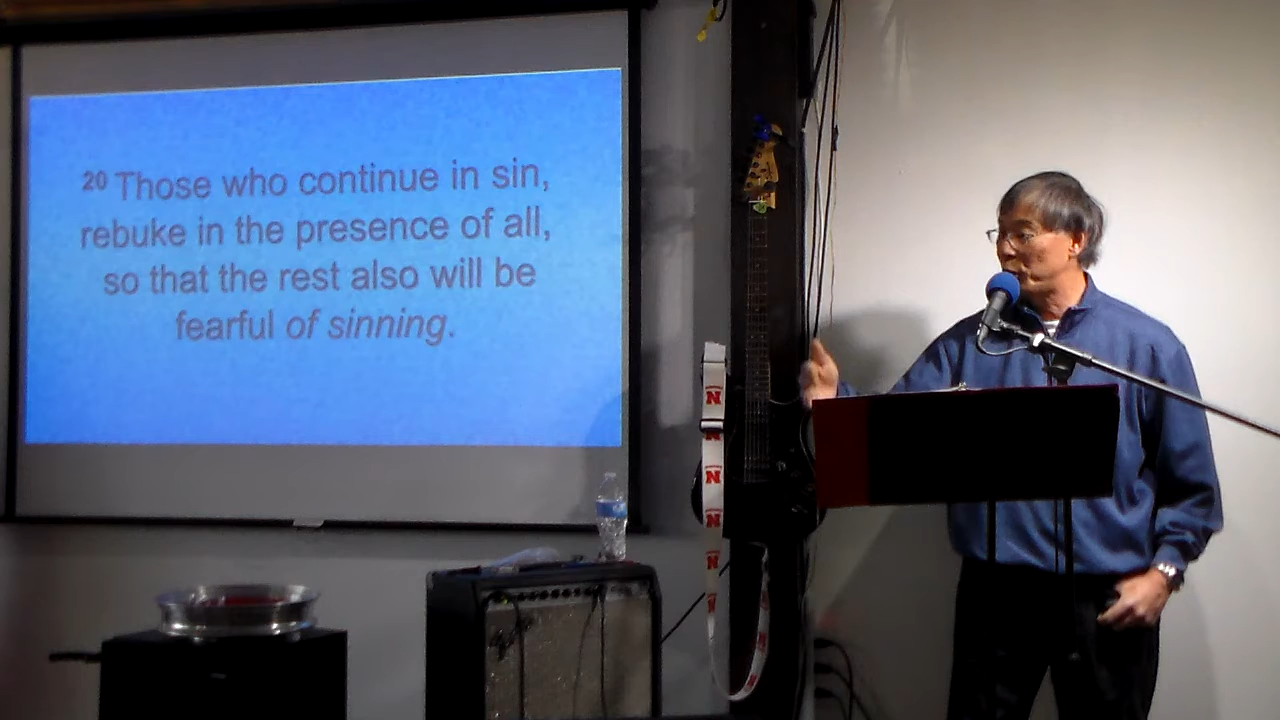 20 Those who continue in sin,
rebuke in the presence of all,
so that the rest also will be
fearful of sinning.
N
N
N
N
N
N